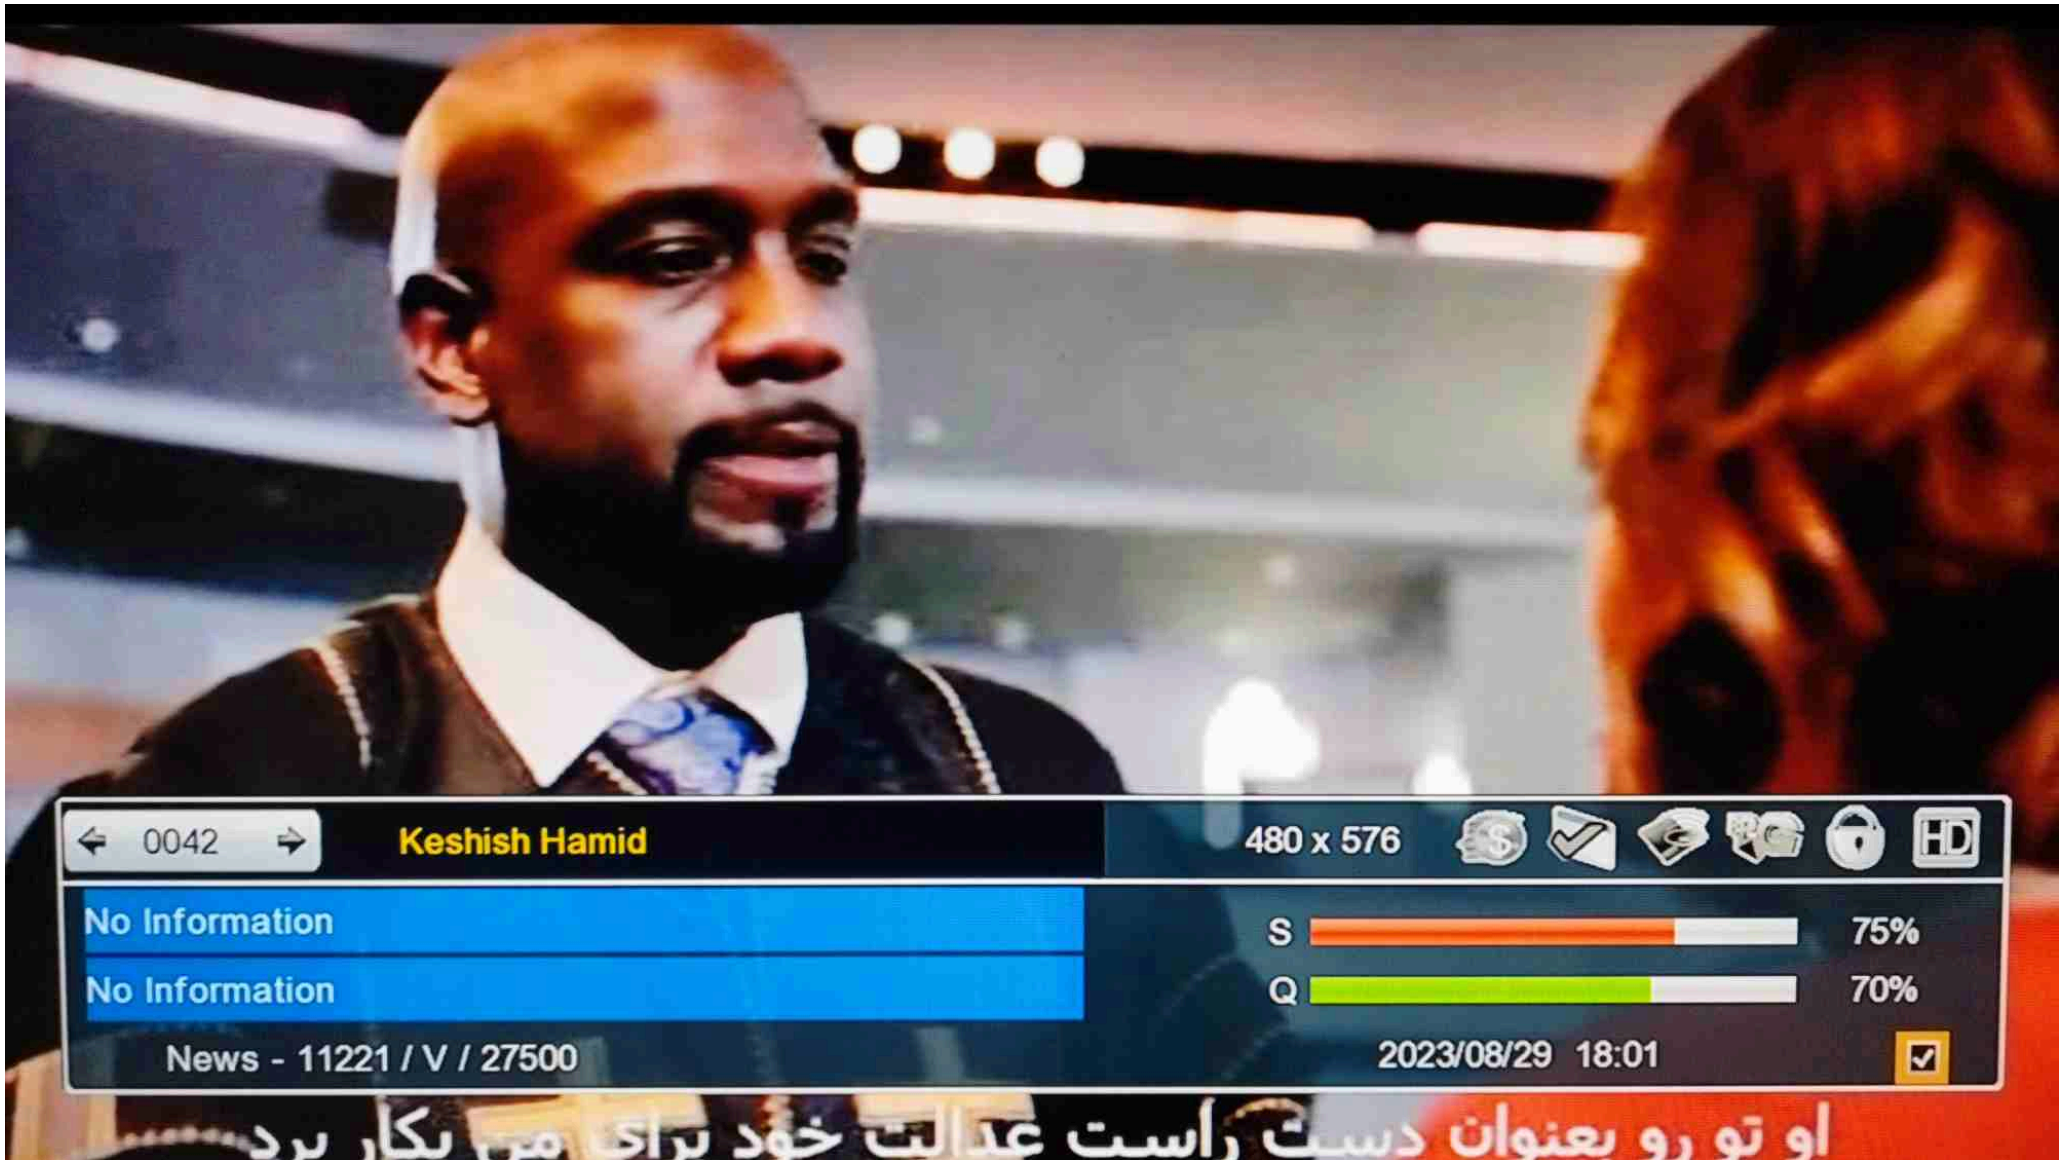 0042 Keshish Hamid 480 x 576 HD
No Information
S 75%
No Information
Q 70%
News - 11221 / V / 27500 2023/08/29 18:01
او تو رو بعنوان دست راست عدالت خود برای من بکار برد